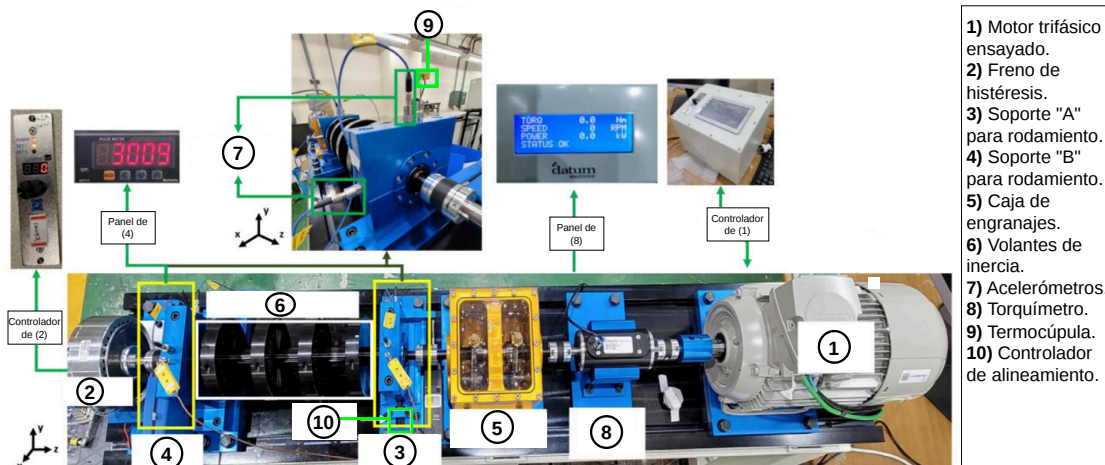 9
7
PULSE METER
3009
TORQ 0.0 Nm
SPEED 0 RPM
POWER 0.0 kW
STATUS OK
datum
ELECTRONICS
Panel de
(4)
Panel de
(8)
Controlador
de (1)
Controlador
de (2)
y
x
z
6
1
2
10
5
8
4
3
y
x
z
1) Motor trifásico
ensayado.
2) Freno de
histéresis.
3) Soporte "A"
para rodamiento.
4) Soporte "B"
para rodamiento.
5) Caja de
engranajes.
6) Volantes de
inercia.
7) Acelerómetros
8) Torquímetro.
9) Termocúpula.
10) Controlador
de alineamiento.